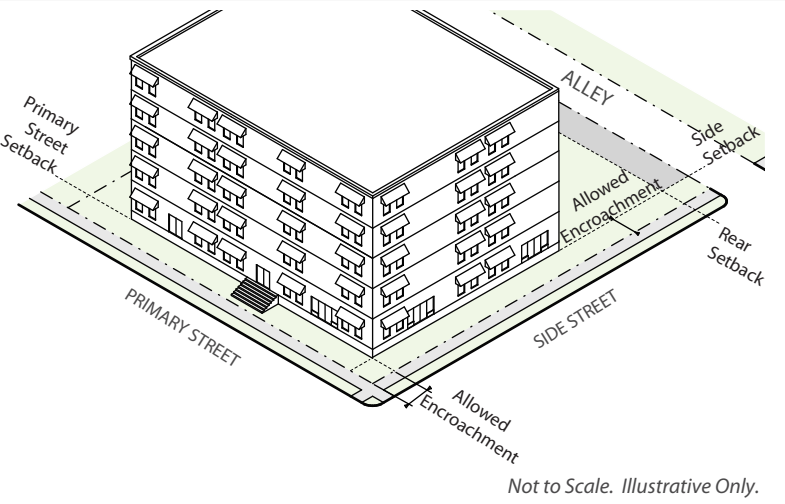 ALLEY
Primary
Street
Setback
Side
Setback
Allowed
Encroachment
Rear
Setback
PRIMARY STREET
SIDE STREET
Allowed
Encroachment
Not to Scale.  Illustrative Only.